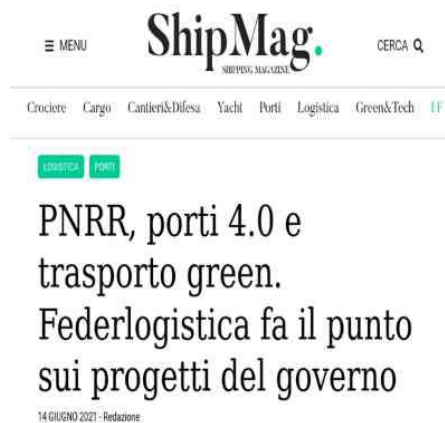 ≡ MENU
ShipMag.
CERCA
SHIPPING MAGAZINE
Crociere Cargo Cantieri&Difesa Yacht Porti Logistica Green&Tech I F
LOGISTICA PORTI
PNRR, porti 4.0 e
trasporto green.
Federlogistica fa il punto
sui progetti del governo
14 GIUGNO 2021 - Redazione